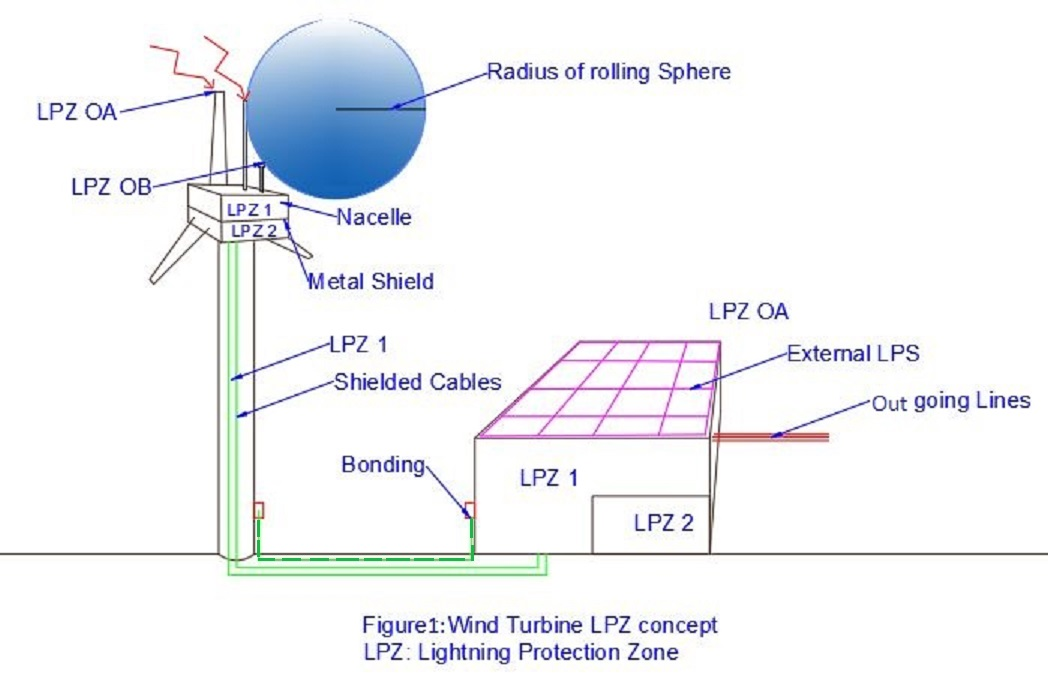 Radius of rolling Sphere
LPZ OA
LPZ OB
LPZ 1
Nacelle
LPZ 2
Metal Shield
LPZ OA
LPZ 1
External LPS
Shielded Cables
Out going Lines
Bonding
LPZ 1
LPZ 2
Figure1:Wind Turbine LPZ concept
LPZ: Lightning Protection Zone